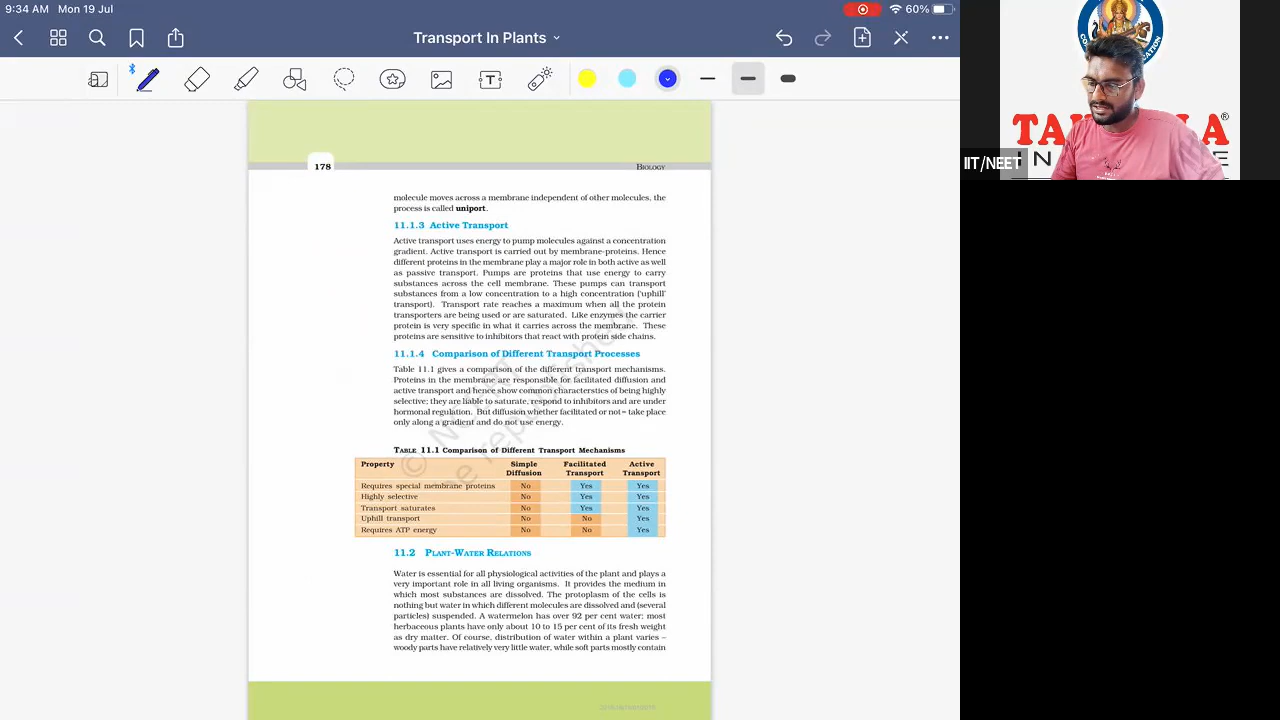 9:34 AM Mon 19 Jul
60%
Transport In Plants
T
IIT/NEET
178
BIOLOGY
molecule moves across a membrane independent of other molecules, the
process is called uniport.
11.1.3 Active Transport
Active transport uses energy to pump molecules against a concentration
gradient. Active transport is carried out by membrane-proteins. Hence
different proteins in the membrane play a major role in both active as well
as passive transport. Pumps are proteins that use energy to carry
substances across the cell membrane. These pumps can transport
substances from a low concentration to a high concentration ('uphill'
transport). Transport rate reaches a maximum when all the protein
transporters are being used or are saturated. Like enzymes the carrier
protein is very specific in what it carries across the membrane. These
proteins are sensitive to inhibitors that react with protein side chains.
11.1.4 Comparison of Different Transport Processes
Table 11.1 gives a comparison of the different transport mechanisms.
Proteins in the membrane are responsible for facilitated diffusion and
active transport and hence show common characterstics of being highly
selective; they are liable to saturate, respond to inhibitors and are under
hormonal regulation. But diffusion whether facilitated or not – take place
only along a gradient and do not use energy.
TABLE 11.1 Comparison of Different Transport Mechanisms
Property Simple Diffusion Facilitated Transport Active Transport
Requires special membrane proteins No Yes Yes
Highly selective No Yes Yes
Transport saturates No Yes Yes
Uphill transport No No Yes
Requires ATP energy No No Yes
11.2 PLANT-WATER RELATIONS
Water is essential for all physiological activities of the plant and plays a
very important role in all living organisms. It provides the medium in
which most substances are dissolved. The protoplasm of the cells is
nothing but water in which different molecules are dissolved and (several
particles) suspended. A watermelon has over 92 per cent water; most
herbaceous plants have only about 10 to 15 per cent of its fresh weight
as dry matter. Of course, distribution of water within a plant varies –
woody parts have relatively very little water, while soft parts mostly contain